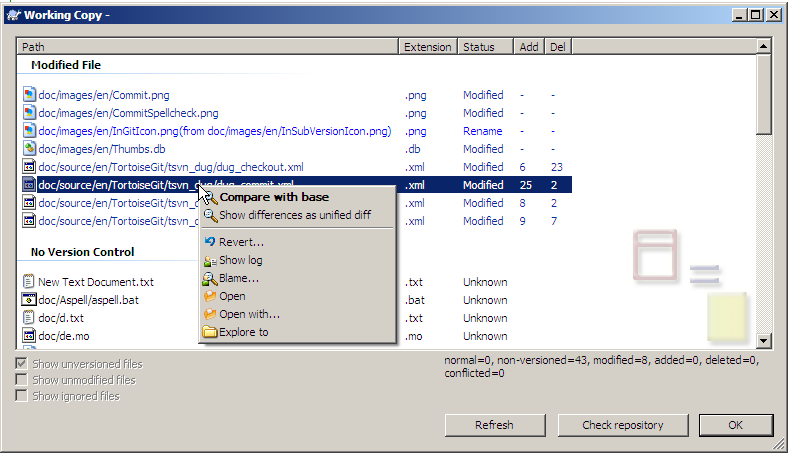 Working Copy -
Path Extension Status Add Del
Modified File
doc/images/en/Commit.png .png Modified - -
doc/images/en/CommitSpellcheck.png .png Modified - -
doc/images/en/InGitIcon.png(from doc/images/en/InSubVersionIcon.png) .png Rename
doc/images/en/Thumbs.db .db Modified - -
doc/source/en/TortoiseGit/tsvn_dug/dug_checkout.xml .xml Modified 6 23
doc/source/en/TortoiseGit/tsvn_dug/dug_commit.xml .xml Modified 25 2
doc/source/en/TortoiseGit/tsvn_d .xml Modified 8 2
doc/source/en/TortoiseGit/tsvn_d .xml Modified 9 7
Compare with base
Show differences as unified diff
Revert...
Show log
Blame...
Open
Open with...
Explore to
No Version Control
New Text Document.txt .txt Unknown
doc/Aspell/aspell.bat .bat Unknown
doc/d.txt .txt Unknown
doc/de.mo .mo Unknown
Show unversioned files
Show unmodified files
Show ignored files
normal=0, non-versioned=43, modified=8, added=0, deleted=0,
conflicted=0
Refresh Check repository OK